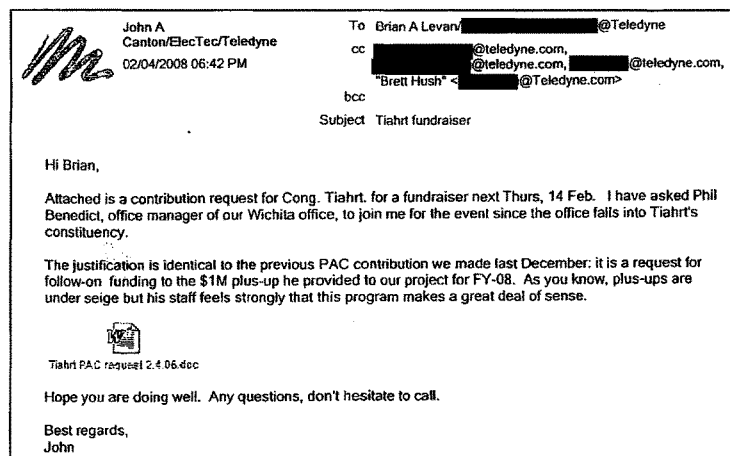 John A
Canton/ElecTec/Teledyne
02/04/2008 06:42 PM
To Brian A Levan/ @Teledyne
cc @teledyne.com,
@teledyne.com, @teledyne.com,
"Brett Hush" < @Teledyne.com>
bcc
Subject Tiahrt fundraiser
Hi Brian,
Attached is a contribution request for Cong. Tiahrt. for a fundraiser next Thurs, 14 Feb. I have asked Phil
Benedict, office manager of our Wichita office, to join me for the event since the office falls into Tiahrt's
constituency.
The justification is identical to the previous PAC contribution we made last December: it is a request for
follow-on funding to the $1M plus-up he provided to our project for FY-08. As you know, plus-ups are
under seige but his staff feels strongly that this program makes a great deal of sense.
Tiahrt PAC request 2.4.06.doc
Hope you are doing well. Any questions, don't hesitate to call.
Best regards,
John